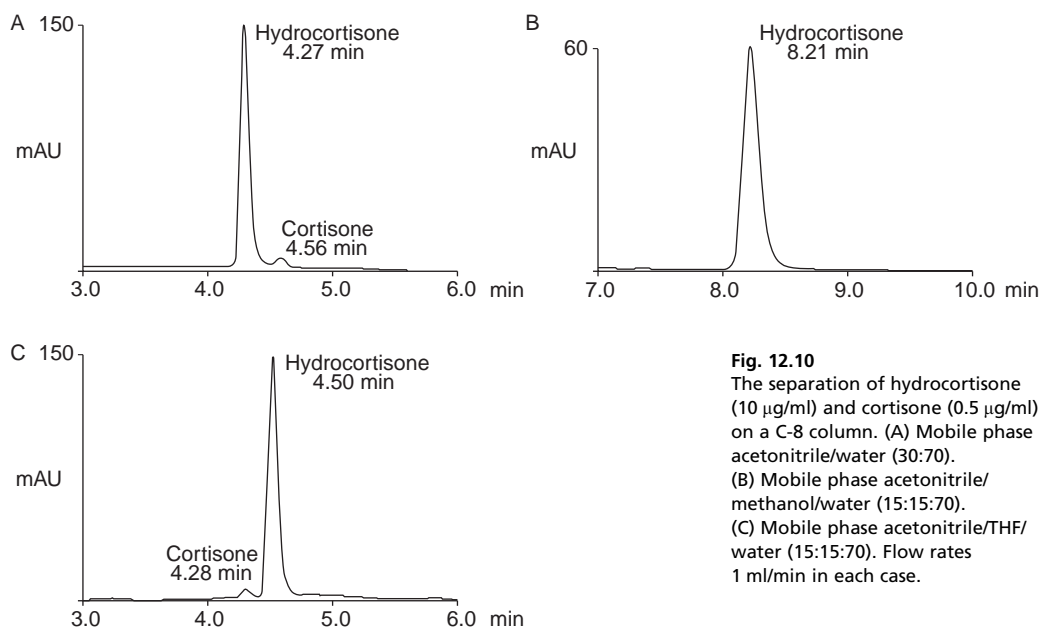 A
150
Hydrocortisone
4.27 min
mAU
Cortisone
4.56 min
3.0 4.0 5.0 6.0 min
B
60
Hydrocortisone
8.21 min
mAU
7.0 8.0 9.0 10.0 min
C 150
Hydrocortisone
4.50 min
mAU
Cortisone
4.28 min
3.0 4.0 5.0 6.0 min
Fig. 12.10
The separation of hydrocortisone
(10 μg/ml) and cortisone (0.5 μg/ml)
on a C-8 column. (A) Mobile phase
acetonitrile/water (30:70).
(B) Mobile phase acetonitrile/
methanol/water (15:15:70).
(C) Mobile phase acetonitrile/THF/
water (15:15:70). Flow rates
1 ml/min in each case.